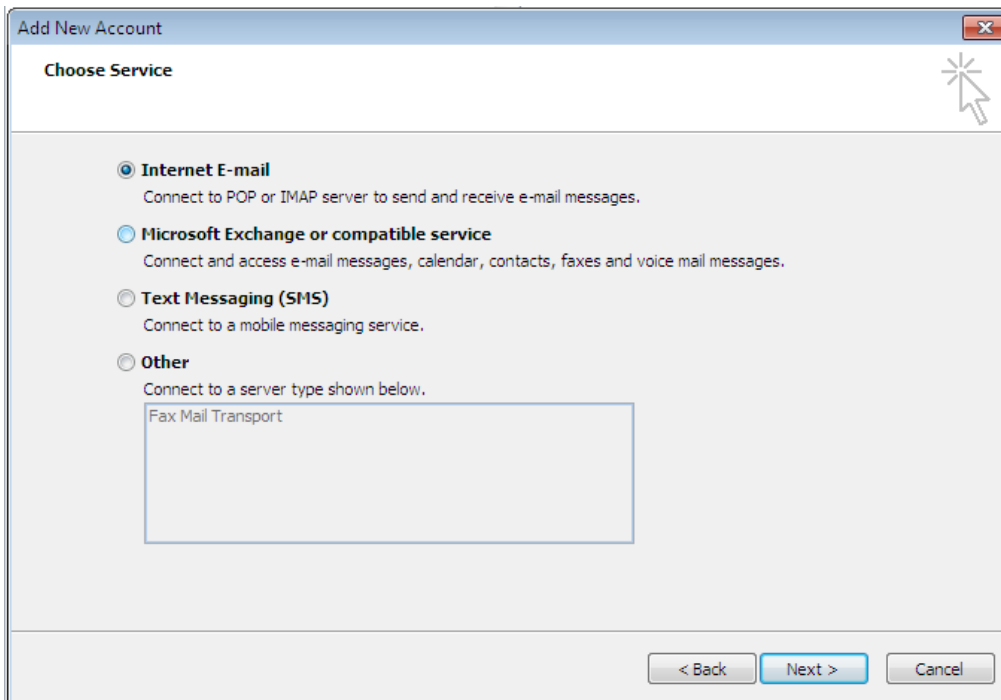 Add New Account
Choose Service
Internet E-mail
Connect to POP or IMAP server to send and receive e-mail messages.
Microsoft Exchange or compatible service
Connect and access e-mail messages, calendar, contacts, faxes and voice mail messages.
Text Messaging (SMS)
Connect to a mobile messaging service.
Other
Connect to a server type shown below.
Fax Mail Transport
< Back Next > Cancel